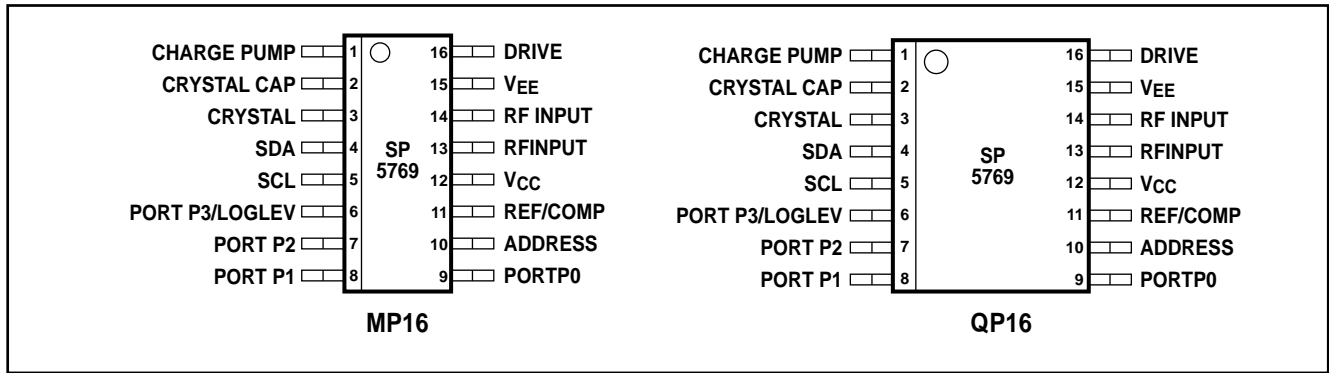 CHARGE PUMP 1 16 DRIVE
CRYSTAL CAP 2 15 VEE
CRYSTAL 3 14 RF INPUT
SDA 4 SP 13 RFINPUT
5769
SCL 5 12 VCC
PORT P3/LOGLEV 6 11 REF/COMP
PORT P2 7 10 ADDRESS
PORT P1 8 9 PORTP0
MP16
CHARGE PUMP 1 16 DRIVE
CRYSTAL CAP 2 15 VEE
CRYSTAL 3 14 RF INPUT
SDA 4 SP 13 RFINPUT
5769
SCL 5 12 VCC
PORT P3/LOGLEV 6 11 REF/COMP
PORT P2 7 10 ADDRESS
PORT P1 8 9 PORTP0
QP16